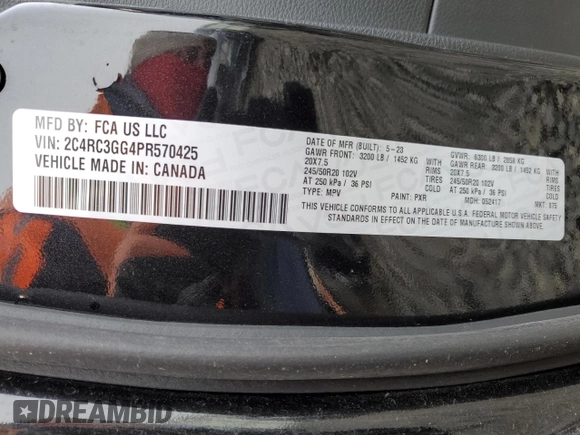 MFD BY: FCA US LLC
VIN: 2C4RC3GG4PR570425
VEHICLE MADE IN: CANADA
DATE OF MFR (BUILT): 5-23 GVWR: 6300 LB / 2858 KG
GAWR FRONT: 3200 LB / 1452 KG GAWR REAR: 3200 LB / 1452 KG
20X7.5 RIMS 20X7.5 RIMS
245/50R20 102V TIRES 245/50R20 102V TIRES
AT 250 kPa / 36 PSI COLD AT 250 kPa / 36 PSI COLD
TYPE: MPV PAINT: PXR MDH: 052417 MKT: 075
THIS VEHICLE CONFORMS TO ALL APPLICABLE U.S.A. FEDERAL MOTOR VEHICLE SAFETY
STANDARDS IN EFFECT ON THE DATE OF MANUFACTURE SHOWN ABOVE.
DREAMBID